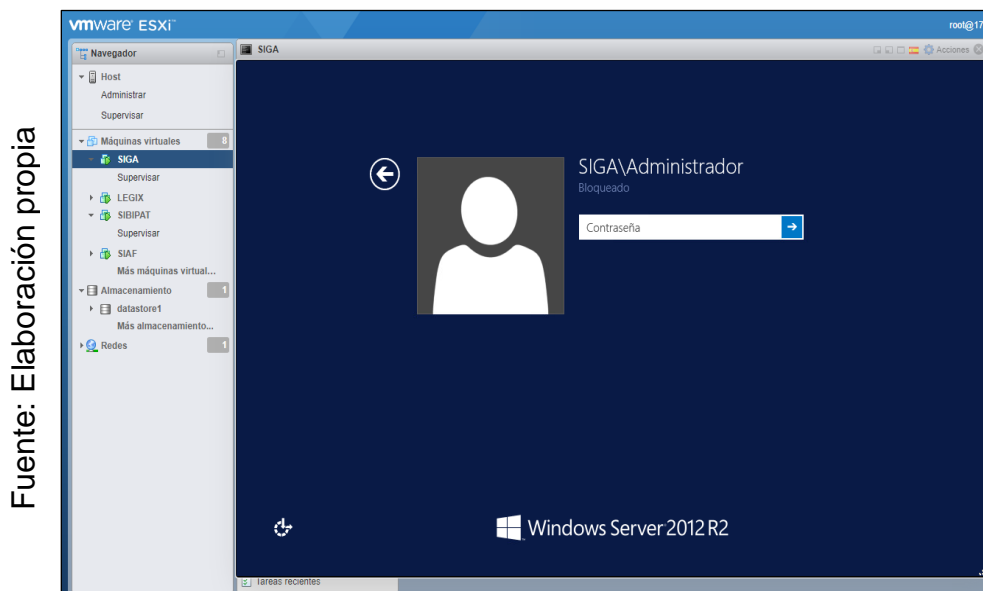 Fuente: Elaboración propia
vmware ESXi™
root@17
Navegador
SIGA
Acciones
Host
Administrar
Supervisar
Máquinas virtuales 8
SIGA
Supervisar
LEGIX
SIBIPAT
Supervisar
SIAF
Más máquinas virtual...
Almacenamiento 1
datastore1
Más almacenamiento...
Redes 1
SIGA\Administrador
Bloqueado
Contraseña
Windows Server 2012 R2
Tareas recientes